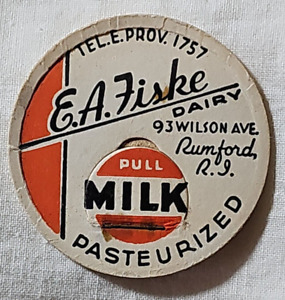 TEL.E.PROV. 1757
E.A. Fiske
DAIRY
93 WILSON AVE.
Rumford,
R.I.
PULL
MILK
PASTEURIZED